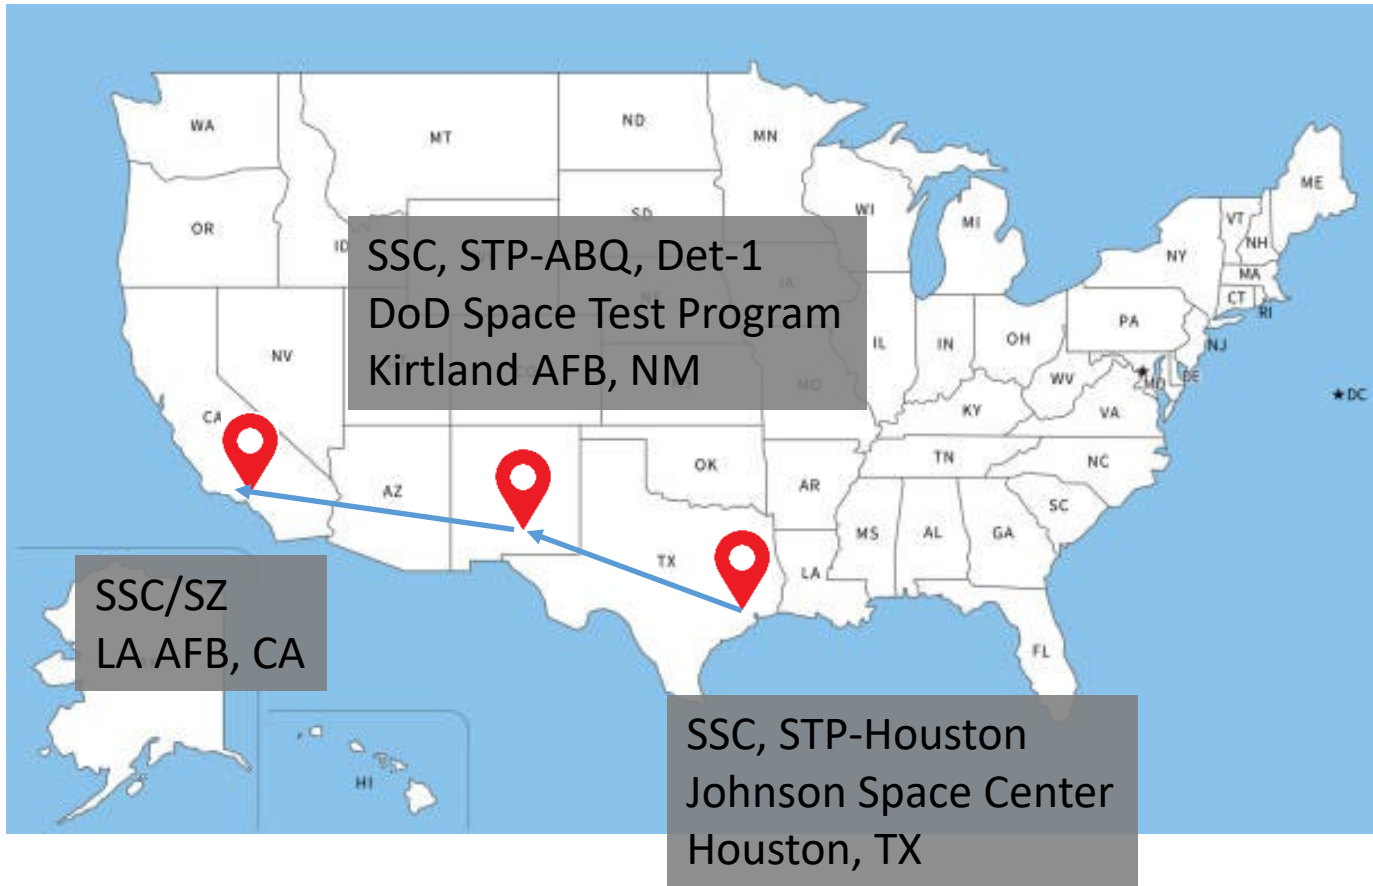 WA
MT
ND
MN
OR
ID
SD
WI
MI
NY
VT
NH
ME
MA
CT
RI
PA
NJ
OH
IN
IL
IA
NE
NV
CO
MO
WV
MD
DE
★DC
VA
KY
CA
AZ
OK
AR
TN
NC
SC
MS
AL
GA
TX
LA
FL
HI
SSC, STP-ABQ, Det-1
DoD Space Test Program
Kirtland AFB, NM
SSC/SZ
LA AFB, CA
SSC, STP-Houston
Johnson Space Center
Houston, TX